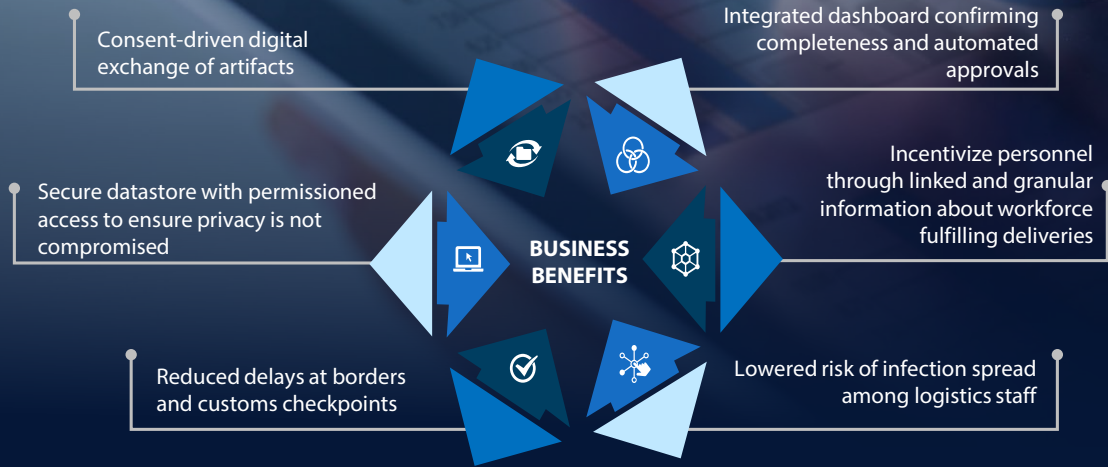 Consent-driven digital
exchange of artifacts
Integrated dashboard confirming
completeness and automated
approvals
Secure datastore with permissioned
access to ensure privacy is not
compromised
BUSINESS
BENEFITS
Incentivize personnel
through linked and granular
information about workforce
fulfilling deliveries
Reduced delays at borders
and customs checkpoints
Lowered risk of infection spread
among logistics staff